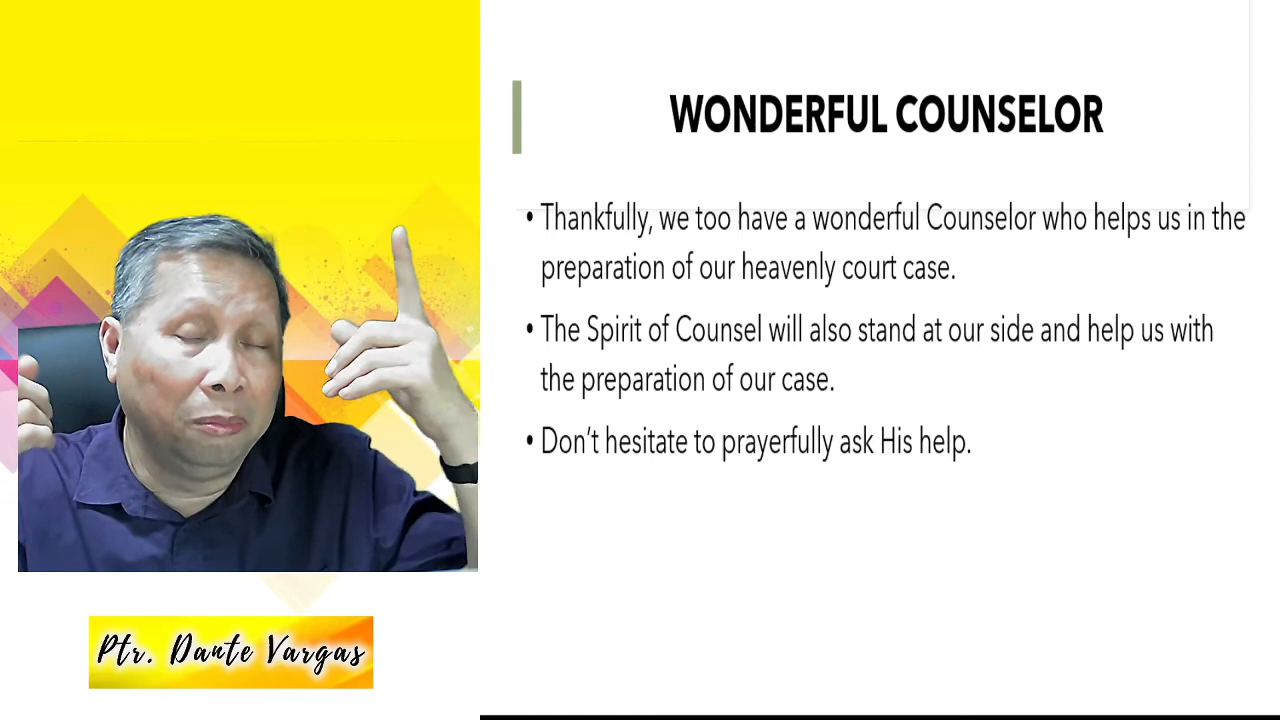 WONDERFUL COUNSELOR
• Thankfully, we too have a wonderful Counselor who helps us in the
preparation of our heavenly court case.
• The Spirit of Counsel will also stand at our side and help us with
the preparation of our case.
• Don't hesitate to prayerfully ask His help.
Ptr. Dante Vargas